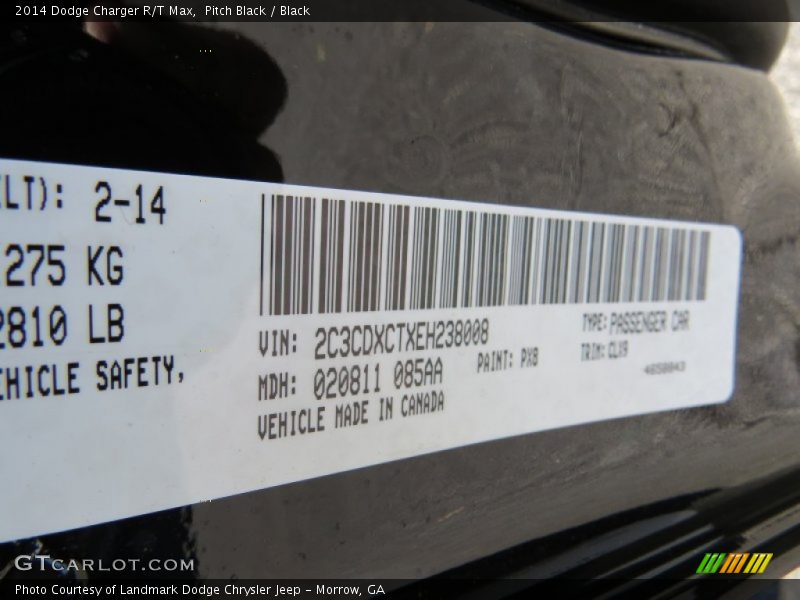 2014 Dodge Charger R/T Max, Pitch Black / Black
2-14
275 KG
2810 LB
VEHICLE SAFETY,
VIN: 2C3CDXCTXEH238008
MDH: 020811 085AA
VEHICLE MADE IN CANADA
PAINT: PX8
TYPE: PASSENGER CAR
TRIM: CLX9
GTCARLOT.COM
Photo Courtesy of Landmark Dodge Chrysler Jeep - Morrow, GA